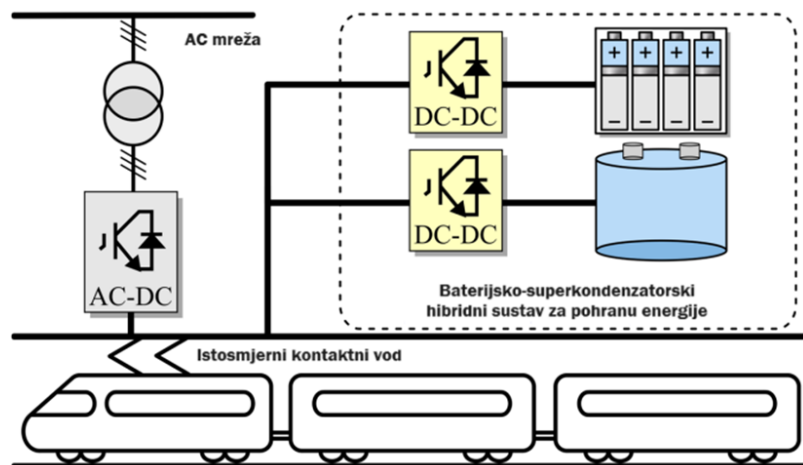 AC mreža
DC-DC
+ + + +
− − − −
DC-DC
AC-DC
Baterijsko-superkondenzatorski
hibridni sustav za pohranu energije
Istosmjerni kontaktni vod